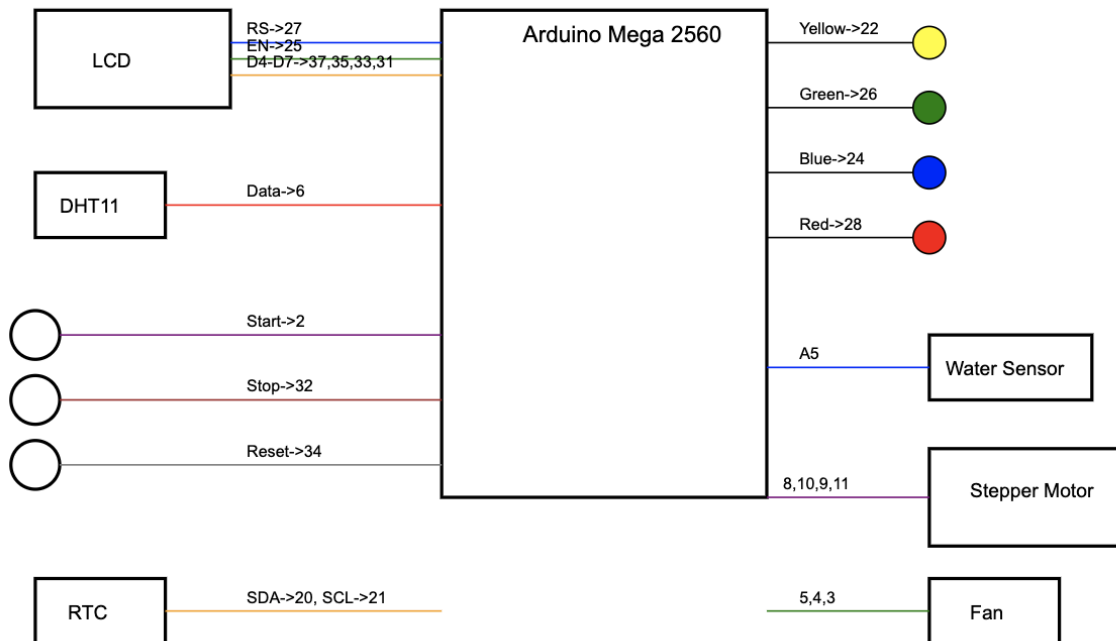 LCD
RS->27
EN->25
D4-D7->37,35,33,31
Arduino Mega 2560
Yellow->22
Green->26
Blue->24
Red->28
DHT11
Data->6
Start->2
Stop->32
Reset->34
A5
Water Sensor
8,10,9,11
Stepper Motor
RTC
SDA->20, SCL->21
5,4,3
Fan